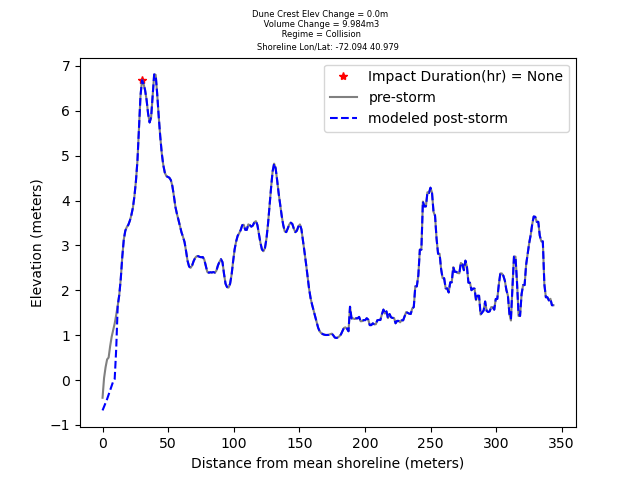 Dune Crest Elev Change = 0.0m
Volume Change = 9.984m3
Regime = Collision
Shoreline Lon/Lat: -72.094 40.979
Impact Duration(hr) = None
pre-storm
modeled post-storm
7
6
5
4
3
2
1
0
−1
Elevation (meters)
0 50 100 150 200 250 300 350
Distance from mean shoreline (meters)